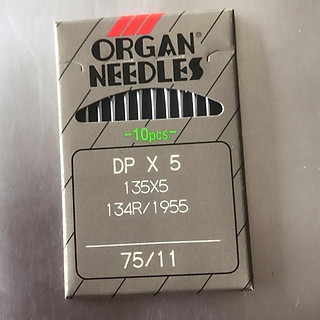 ORGAN®
NEEDLES
-10pcs-
DP X 5
135X5
134R/1955
75/11